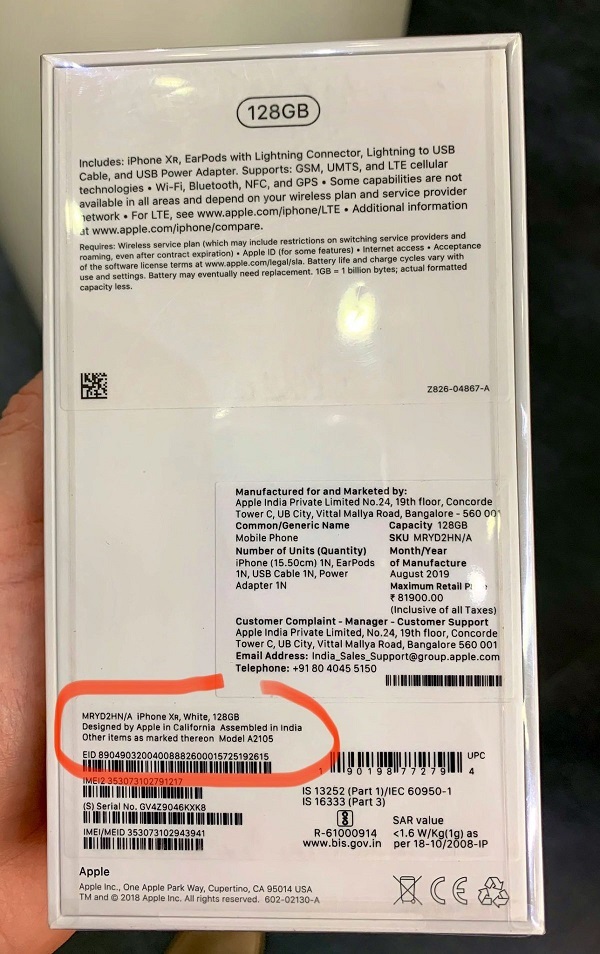 128GB
Includes: iPhone XR, EarPods with Lightning Connector, Lightning to USB
Cable, and USB Power Adapter. Supports: GSM, UMTS, and LTE cellular
technologies • Wi-Fi, Bluetooth, NFC, and GPS • Some capabilities are not
available in all areas and depend on your wireless plan and service provider
network • For LTE, see www.apple.com/iphone/LTE • Additional information
at www.apple.com/iphone/compare.
Requires: Wireless service plan (which may include restrictions on switching service providers and
roaming, even after contract expiration) • Apple ID (for some features) • Internet access • Acceptance
of the software license terms at www.apple.com/legal/sla. Battery life and charge cycles vary with
use and settings. Battery may eventually need replacement. 1GB = 1 billion bytes; actual formatted
capacity less.
Z826-04867-A
Manufactured for and Marketed by:
Apple India Private Limited No.24, 19th floor, Concorde
Tower C, UB City, Vittal Mallya Road, Bangalore - 560 001
Common/Generic Name
Mobile Phone
Number of Units (Quantity)
iPhone (15.50cm) 1N, EarPods
1N, USB Cable 1N, Power
Adapter 1N
Capacity 128GB
SKU MRYD2HN/A
Month/Year
of Manufacture
August 2019
Maximum Retail Price
₹ 81900.00
(Inclusive of all Taxes)
Customer Complaint - Manager - Customer Support
Apple India Private Limited, No.24, 19th floor, Concorde
Tower C, UB City, Vittal Mallya Road, Bangalore 560 001
Email Address: India_Sales_Support@group.apple.com
Telephone: +91 80 4045 5150
MRYD2HN/A iPhone XR, White, 128GB
Designed by Apple in California Assembled in India
Other items as marked thereon Model A2105
EID 89049032004008882600015725192615
IMEI2 353073102791217
(S) Serial No. GV4Z9046KXK8
IMEI/MEID 353073102943941
UPC
1 90198 77279 4
IS 13252 (Part 1)/IEC 60950-1
IS 16333 (Part 3)
R-61000914
www.bis.gov.in
SAR value
<1.6 W/Kg(1g) as
per 18-10/2008-IP
Apple
Apple Inc., One Apple Park Way, Cupertino, CA 95014 USA
TM and © 2018 Apple Inc. All rights reserved. 602-02130-A
CE